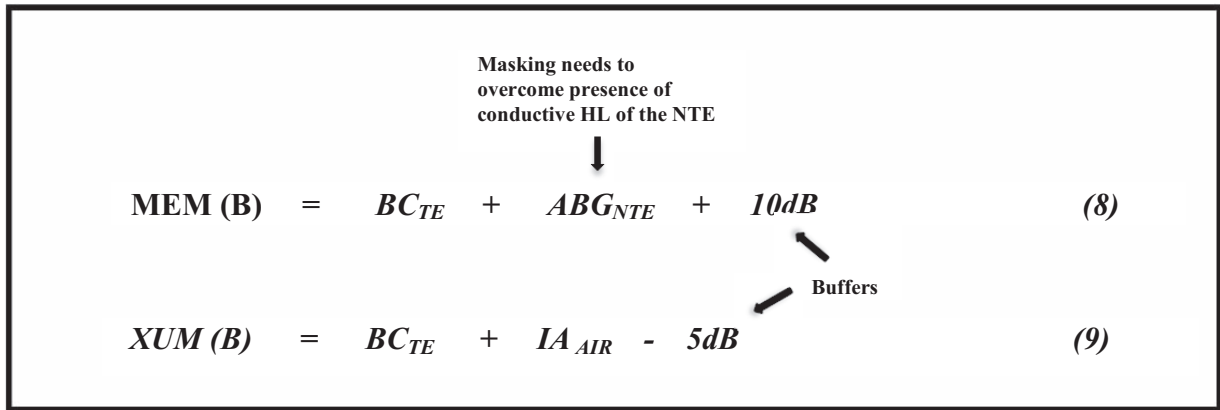 Masking needs to
overcome presence of
conductive HL of the NTE
MEM (B) = BC_TE + ABG_NTE + 10dB (8)
Buffers
XUM (B) = BC_TE + IA_AIR - 5dB (9)